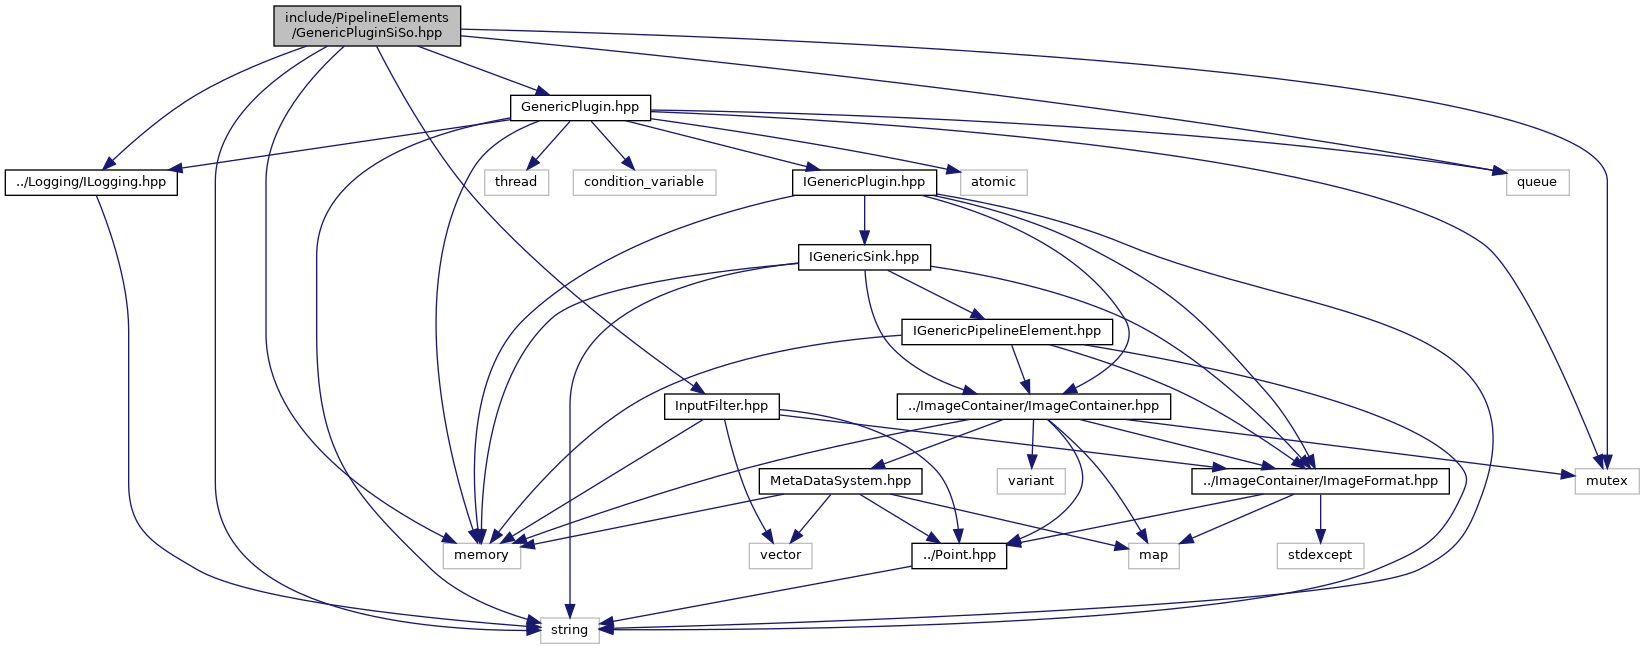 include/PipelineElements
/GenericPluginSiSo.hpp
GenericPlugin.hpp
../Logging/ILogging.hpp
thread
condition_variable
IGenericPlugin.hpp
atomic
queue
IGenericSink.hpp
IGenericPipelineElement.hpp
InputFilter.hpp
../ImageContainer/ImageContainer.hpp
MetaDataSystem.hpp
variant
../ImageContainer/ImageFormat.hpp
mutex
memory
vector
../Point.hpp
map
stdexcept
string